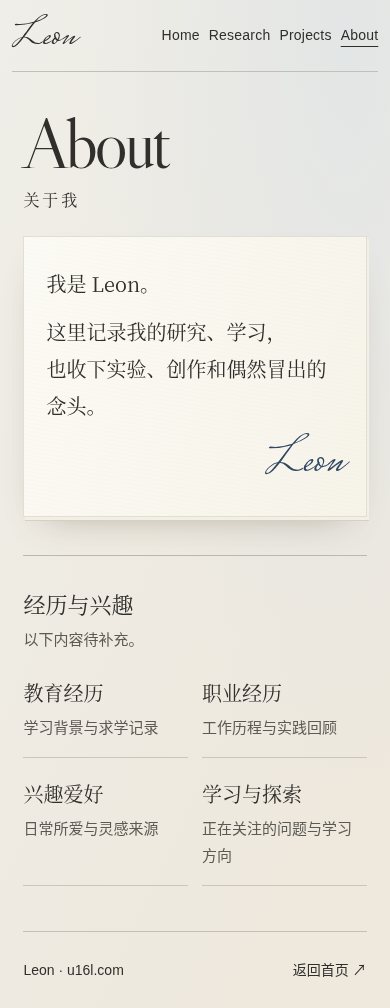 Leon
Home Research Projects About
About
关于我
我是 Leon。
这里记录我的研究、学习，
也收下实验、创作和偶然冒出的
念头。
Leon
经历与兴趣
以下内容待补充。
教育经历
学习背景与求学记录
职业经历
工作历程与实践回顾
兴趣爱好
日常所爱与灵感来源
学习与探索
正在关注的问题与学习
方向
Leon · u16l.com
返回首页 ↗